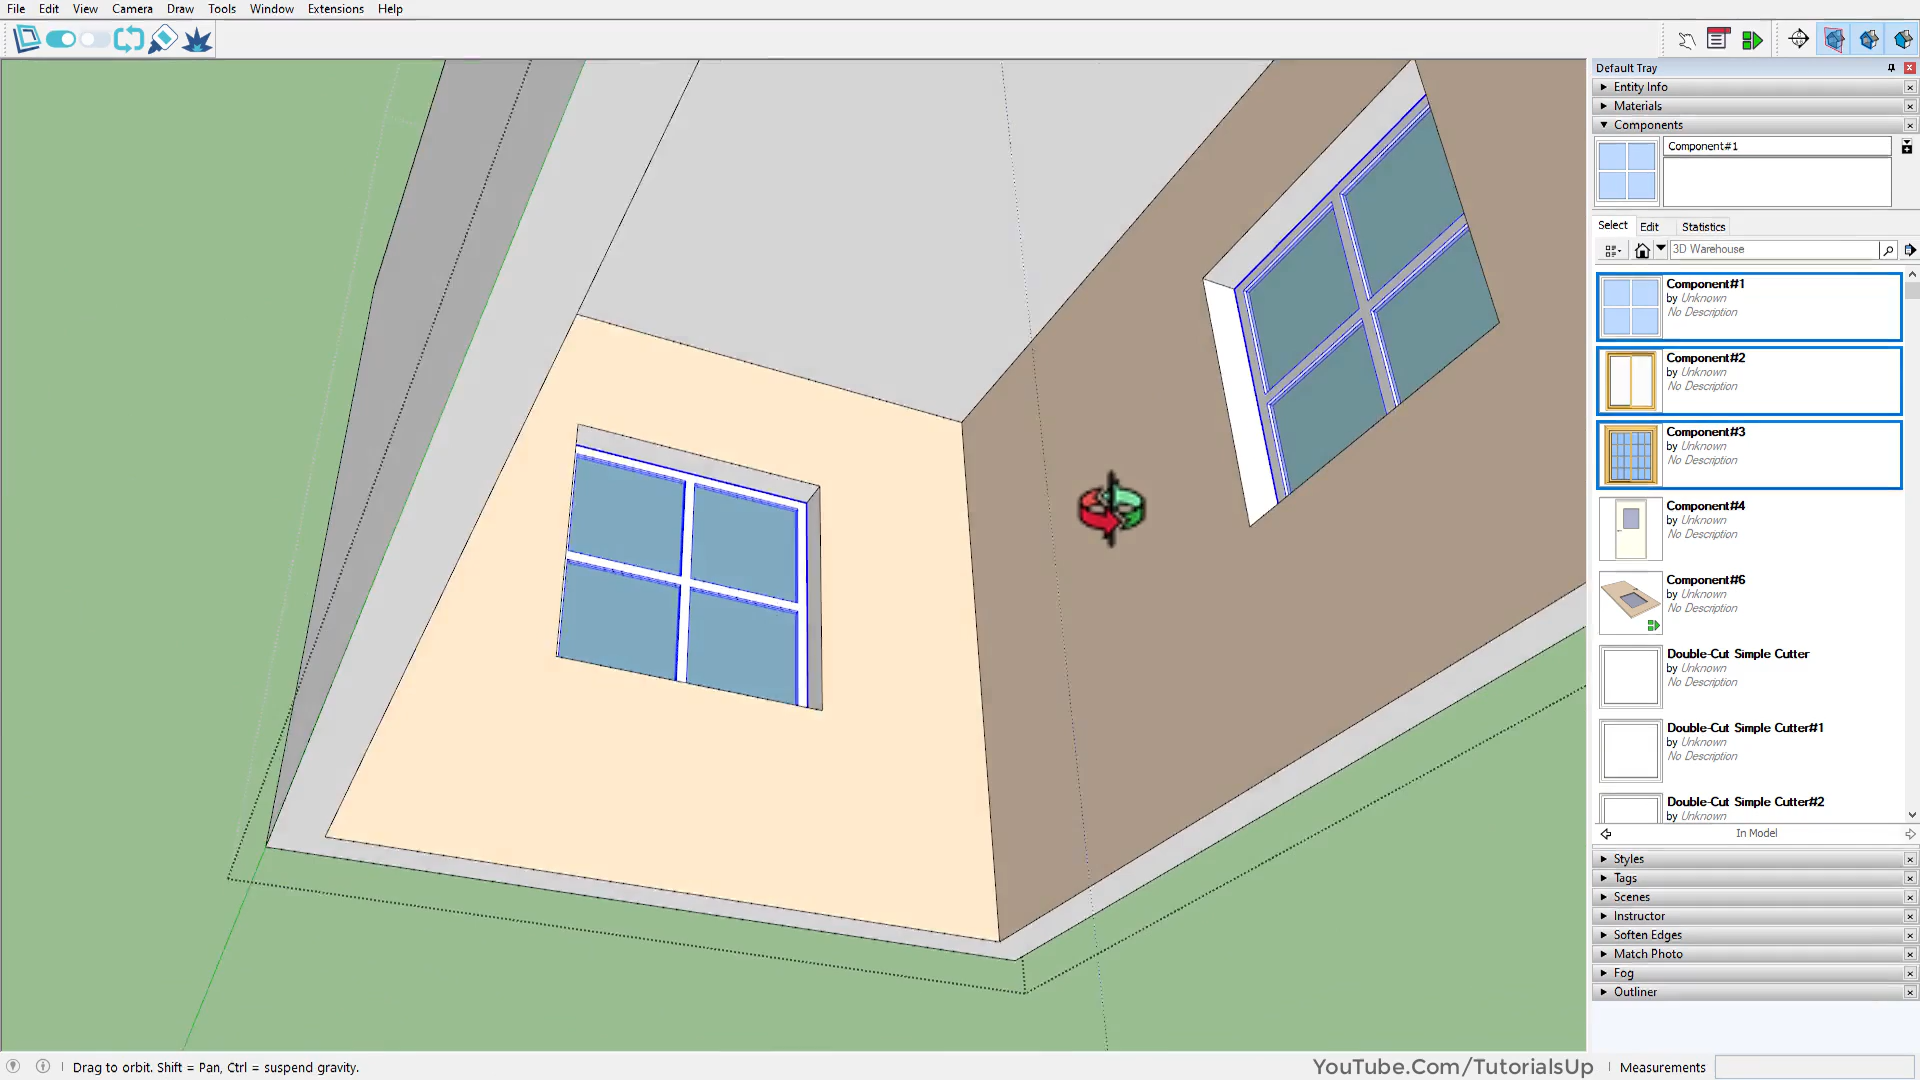 File Edit View Camera Draw Tools Window Extensions Help
Default Tray
Entity Info
Materials
Components
Component#1
Select Edit Statistics
3D Warehouse
Component#1
by Unknown
No Description
Component#2
by Unknown
No Description
Component#3
by Unknown
No Description
Component#4
by Unknown
No Description
Component#6
by Unknown
No Description
Double-Cut Simple Cutter
by Unknown
No Description
Double-Cut Simple Cutter#1
by Unknown
No Description
Double-Cut Simple Cutter#2
by Unknown
In Model
Styles
Tags
Scenes
Instructor
Soften Edges
Match Photo
Fog
Outliner
Drag to orbit. Shift = Pan, Ctrl = suspend gravity.
YouTube.Com/TutorialsUp
Measurements